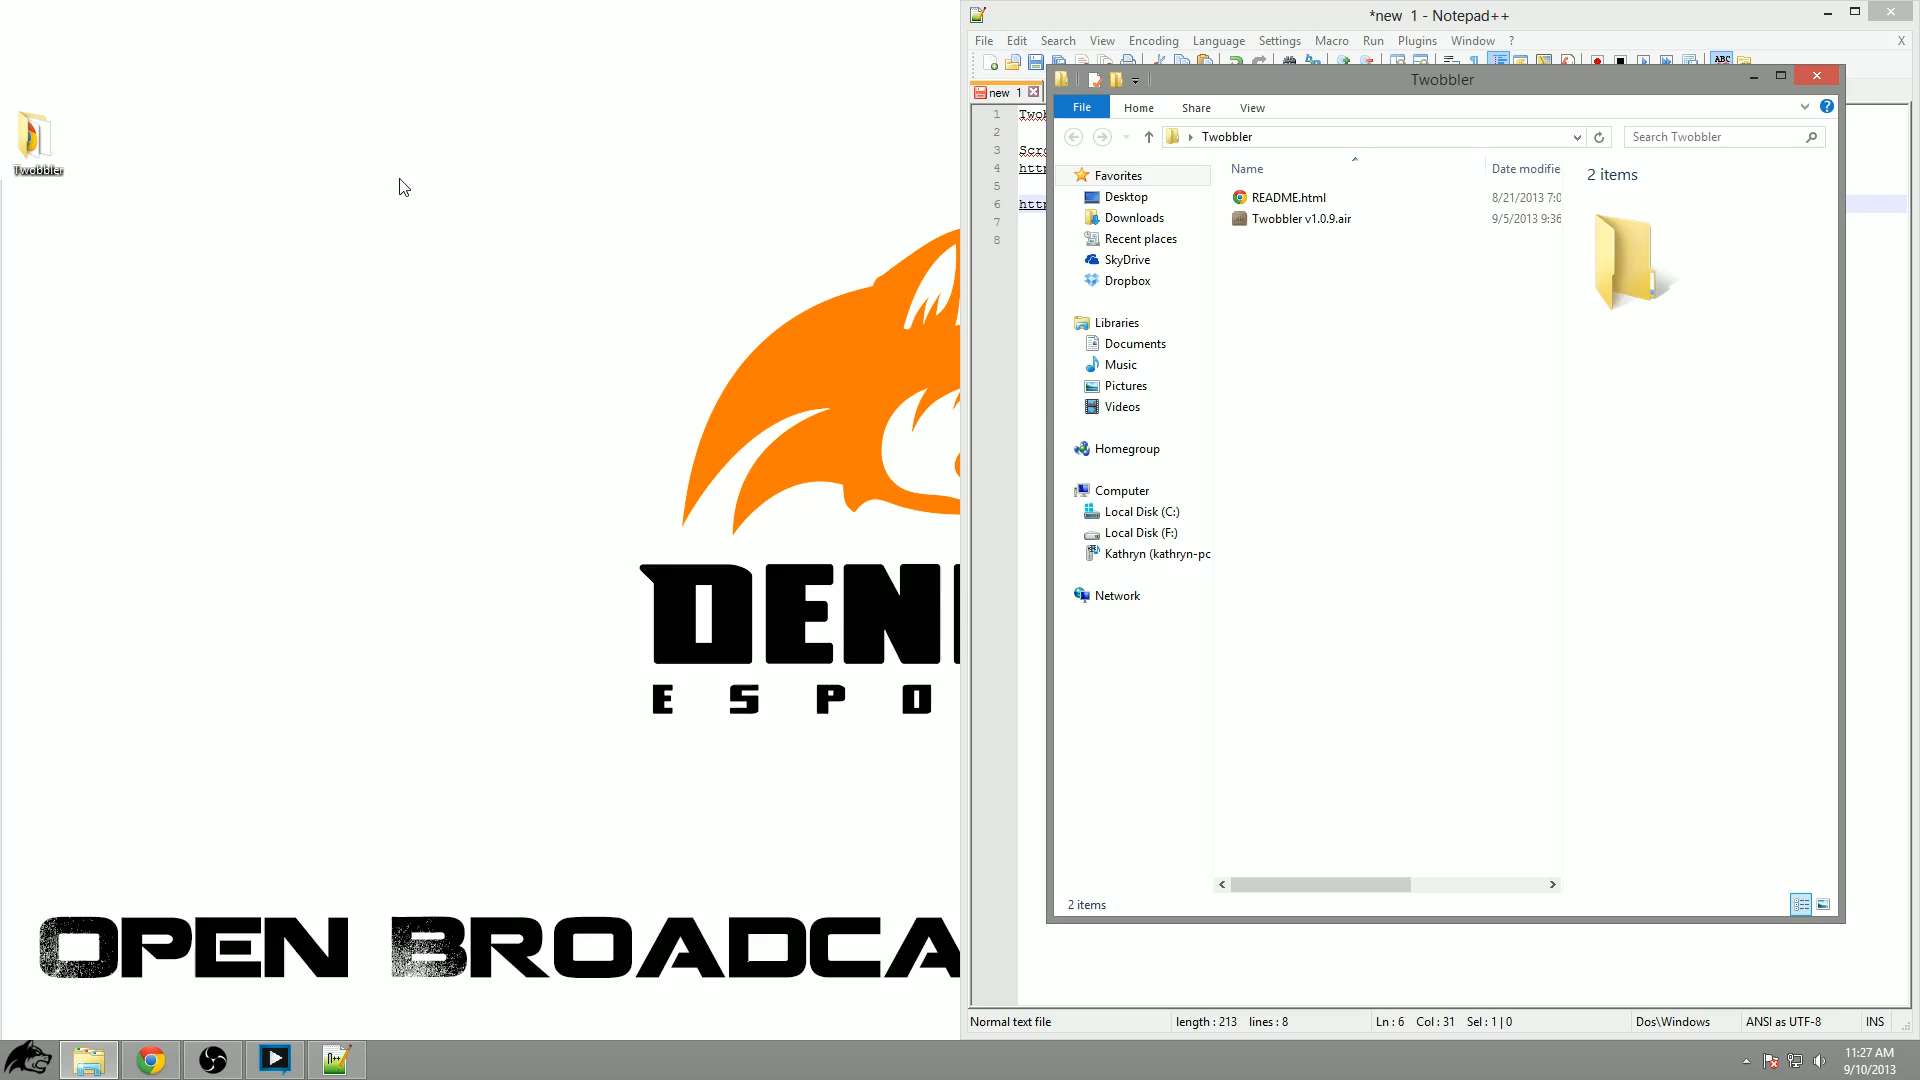 *new  1 - Notepad++
File Edit Search View Encoding Language Settings Macro Run Plugins Window ? X
new 1
Twobbler
File Home Share View
Twobbler
Search Twobbler
1
2
3
4
5
6
7
8
http
http
Favorites
Desktop
Downloads
Recent places
SkyDrive
Dropbox
Libraries
Documents
Music
Pictures
Videos
Homegroup
Computer
Local Disk (C:)
Local Disk (F:)
Kathryn (kathryn-pc
Network
Name Date modifie
README.html 8/21/2013 7:0
Twobbler v1.0.9.air 9/5/2013 9:36
2 items
2 items
Twobbler
DEN
ESPO
OPEN BROADCA
Normal text file length : 213 lines : 8 Ln : 6 Col : 31 Sel : 1 | 0 Dos\Windows ANSI as UTF-8 INS
11:27 AM
9/10/2013